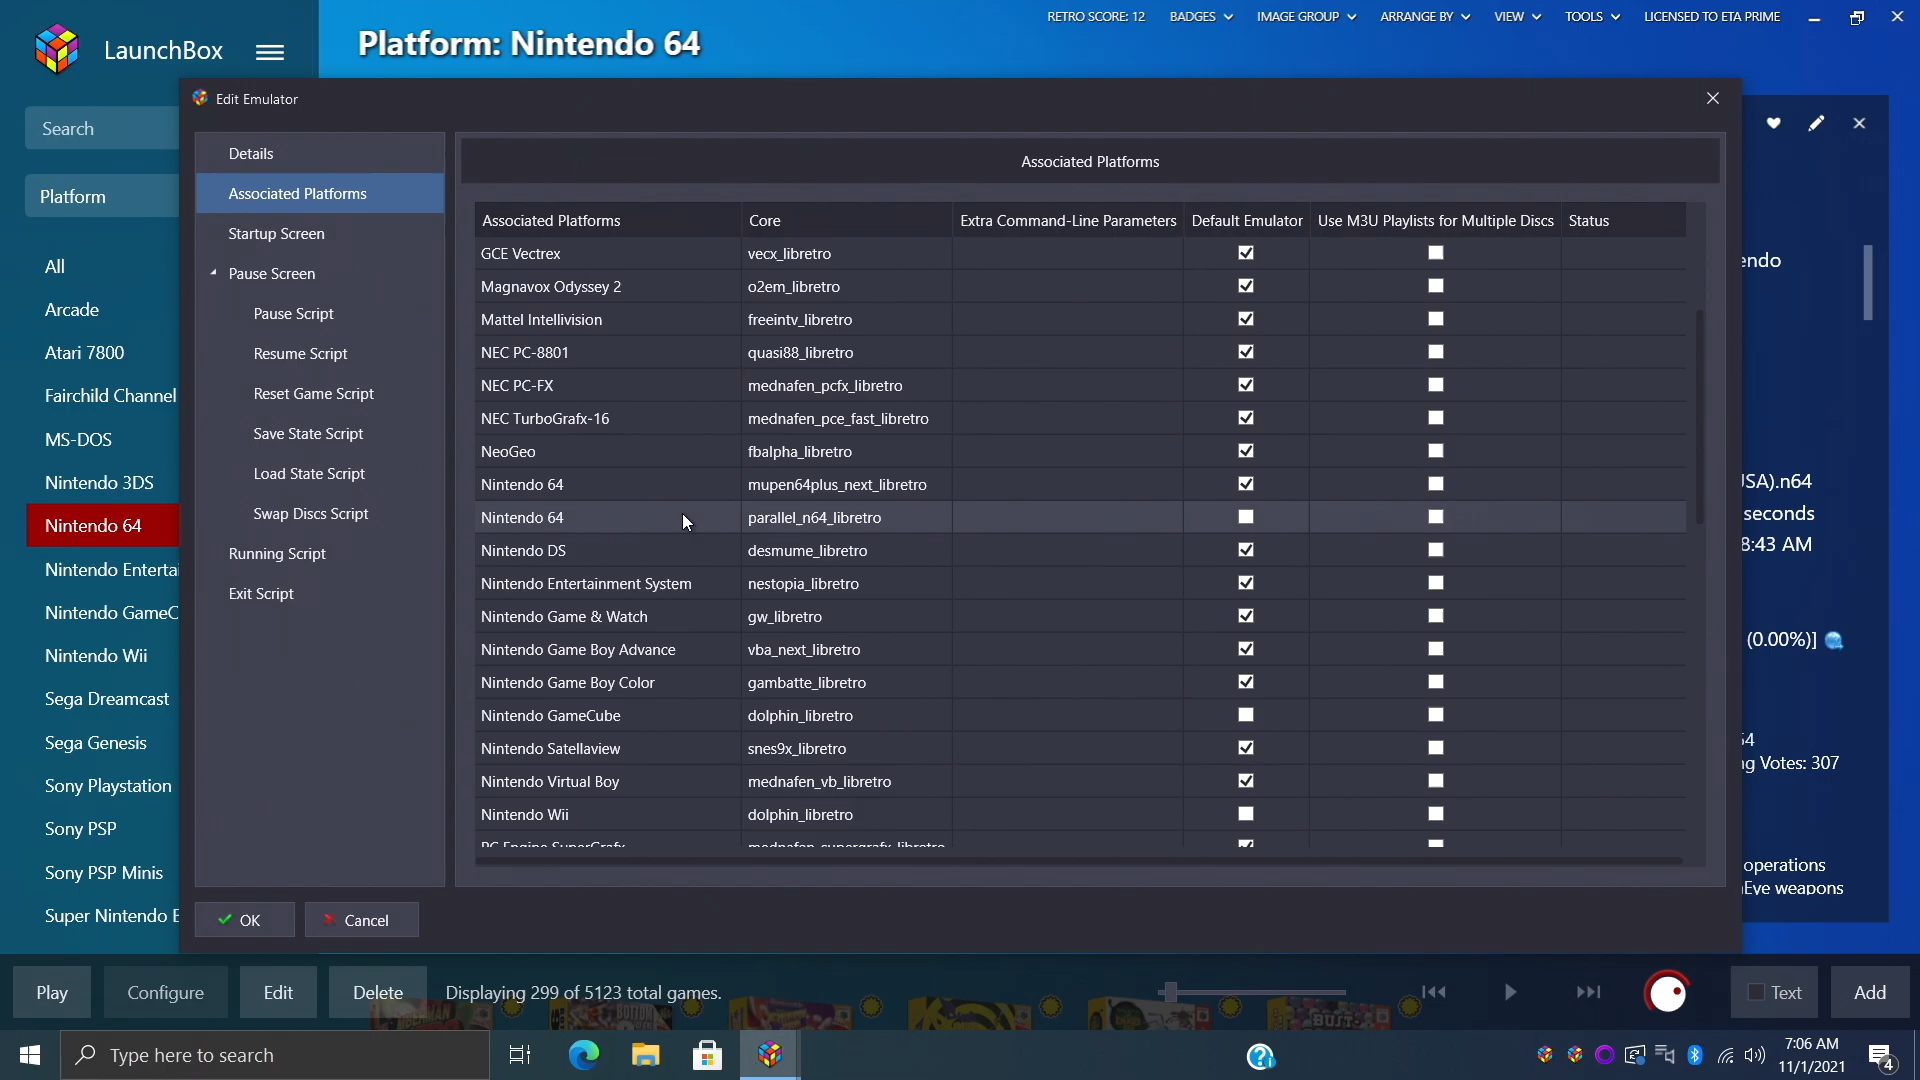 LaunchBox
Platform: Nintendo 64
RETRO SCORE: 12
BADGES
IMAGE GROUP
ARRANGE BY
VIEW
TOOLS
LICENSED TO ETA PRIME
Search
Platform
All
Arcade
Atari 7800
Fairchild Channel
MS-DOS
Nintendo 3DS
Nintendo 64
Nintendo Entertai
Nintendo GameC
Nintendo Wii
Sega Dreamcast
Sega Genesis
Sony Playstation
Sony PSP
Sony PSP Minis
Super Nintendo E
Edit Emulator
Details
Associated Platforms
Startup Screen
Pause Screen
Pause Script
Resume Script
Reset Game Script
Save State Script
Load State Script
Swap Discs Script
Running Script
Exit Script
Associated Platforms
Associated Platforms Core Extra Command-Line Parameters Default Emulator Use M3U Playlists for Multiple Discs Status
GCE Vectrex vecx_libretro
Magnavox Odyssey 2 o2em_libretro
Mattel Intellivision freeintv_libretro
NEC PC-8801 quasi88_libretro
NEC PC-FX mednafen_pcfx_libretro
NEC TurboGrafx-16 mednafen_pce_fast_libretro
NeoGeo fbalpha_libretro
Nintendo 64 mupen64plus_next_libretro
Nintendo 64 parallel_n64_libretro
Nintendo DS desmume_libretro
Nintendo Entertainment System nestopia_libretro
Nintendo Game & Watch gw_libretro
Nintendo Game Boy Advance vba_next_libretro
Nintendo Game Boy Color gambatte_libretro
Nintendo GameCube dolphin_libretro
Nintendo Satellaview snes9x_libretro
Nintendo Virtual Boy mednafen_vb_libretro
Nintendo Wii dolphin_libretro
PC Engine SuperGrafx mednafen_supergrafx_libretro
OK
Cancel
endo
JSA).n64
seconds
8:43 AM
(0.00%)]
64
ng Votes: 307
operations
Eye weapons
Play
Configure
Edit
Delete
Displaying 299 of 5123 total games.
Text
Add
Type here to search
7:06 AM
11/1/2021
4